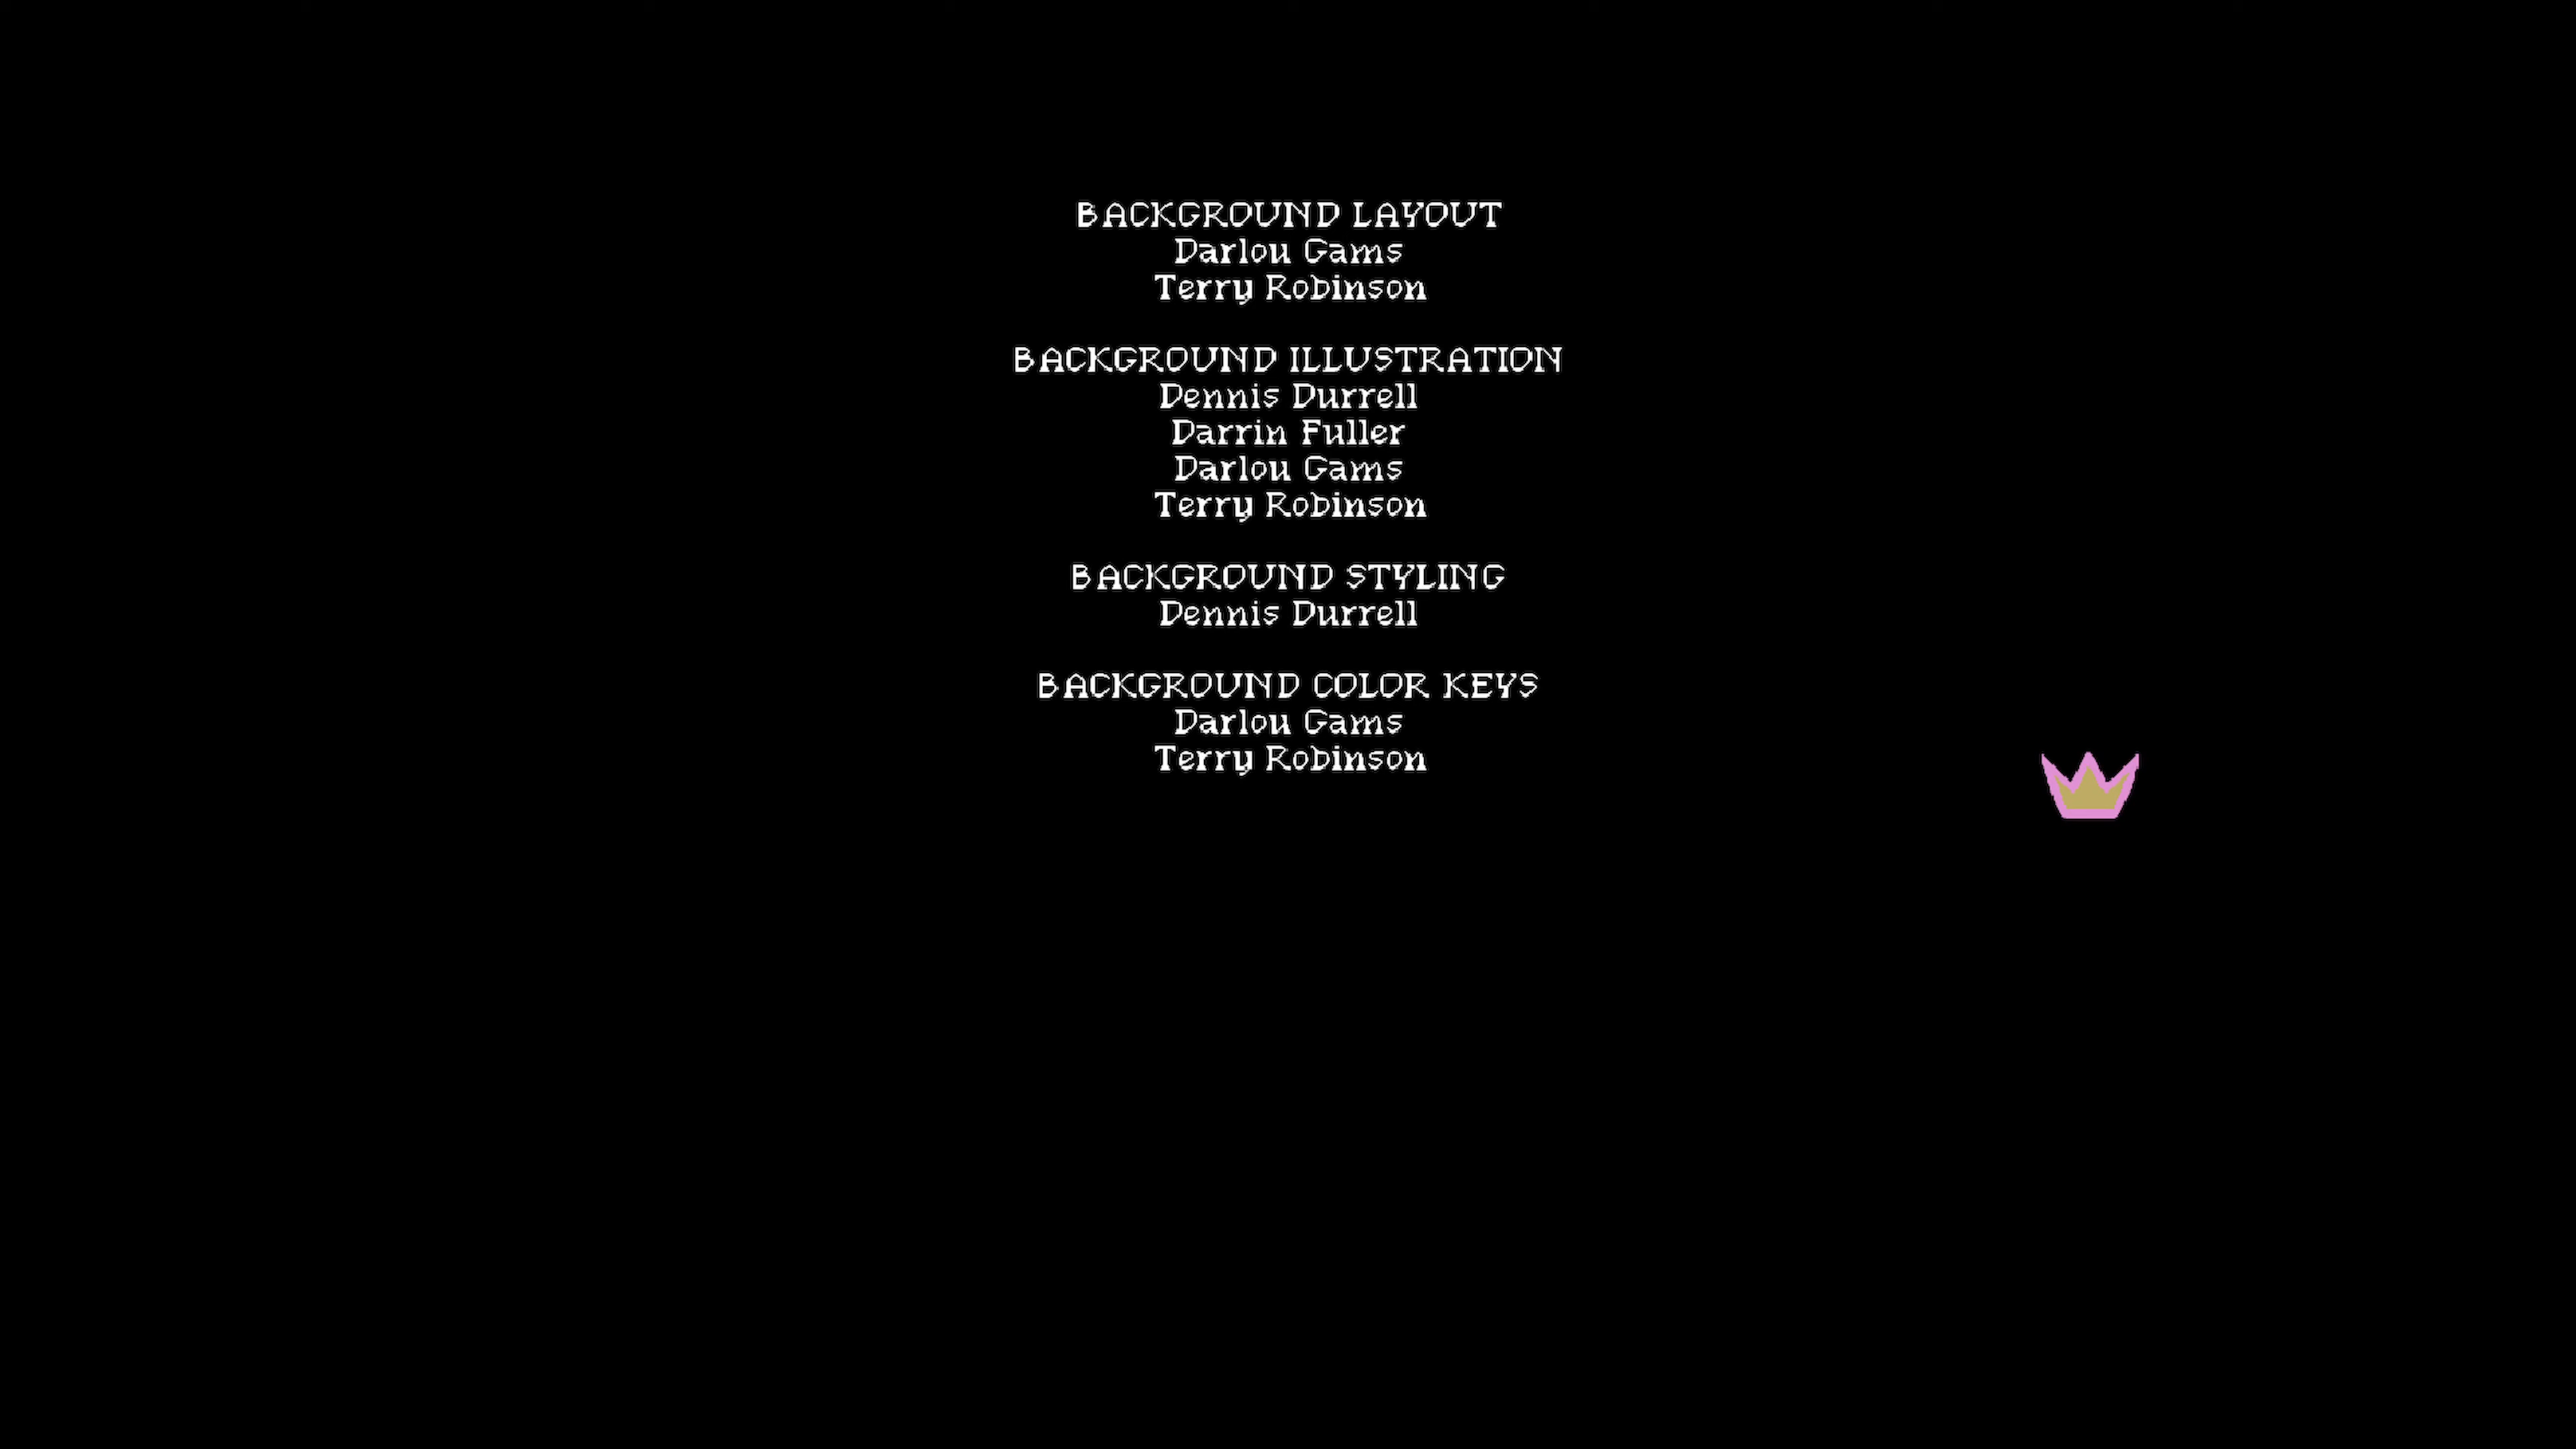 BACKGROUND LAYOUT
Darlou Gams
Terry Robinson
BACKGROUND ILLUSTRATION
Dennis Durrell
Darrin Fuller
Darlou Gams
Terry Robinson
BACKGROUND STYLING
Dennis Durrell
BACKGROUND COLOR KEYS
Darlou Gams
Terry Robinson